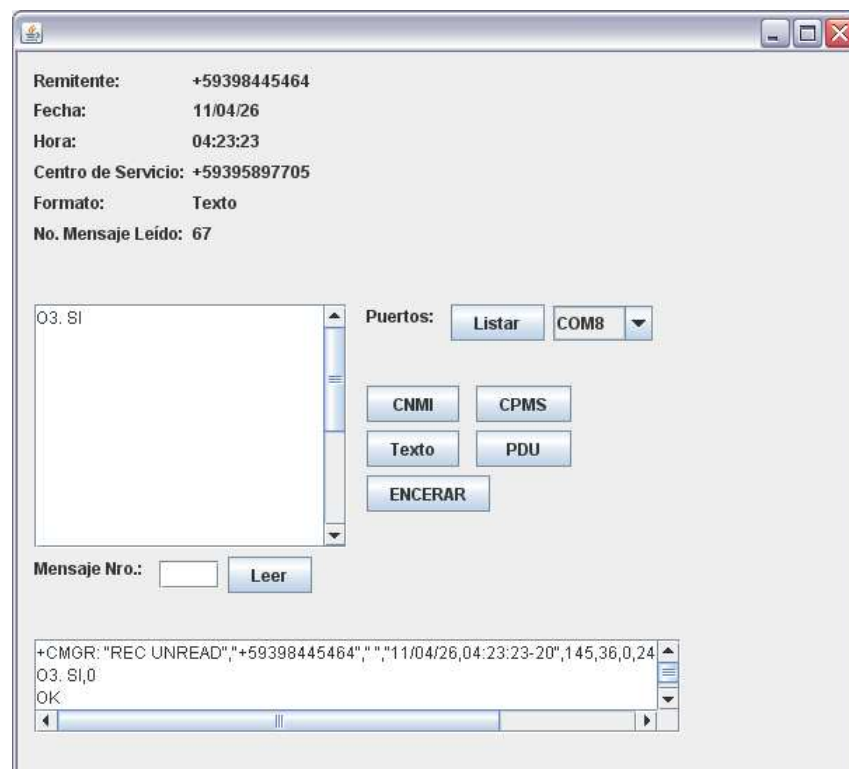 Remitente: +59398445464
Fecha: 11/04/26
Hora: 04:23:23
Centro de Servicio: +59395897705
Formato: Texto
No. Mensaje Leído: 67
O3. SI
Puertos: Listar COM8
CNMI CPMS
Texto PDU
ENCERAR
Mensaje Nro.: Leer
+CMGR: "REC UNREAD","+59398445464"," ","11/04/26,04:23:23-20",145,36,0,24
O3. SI,0
OK